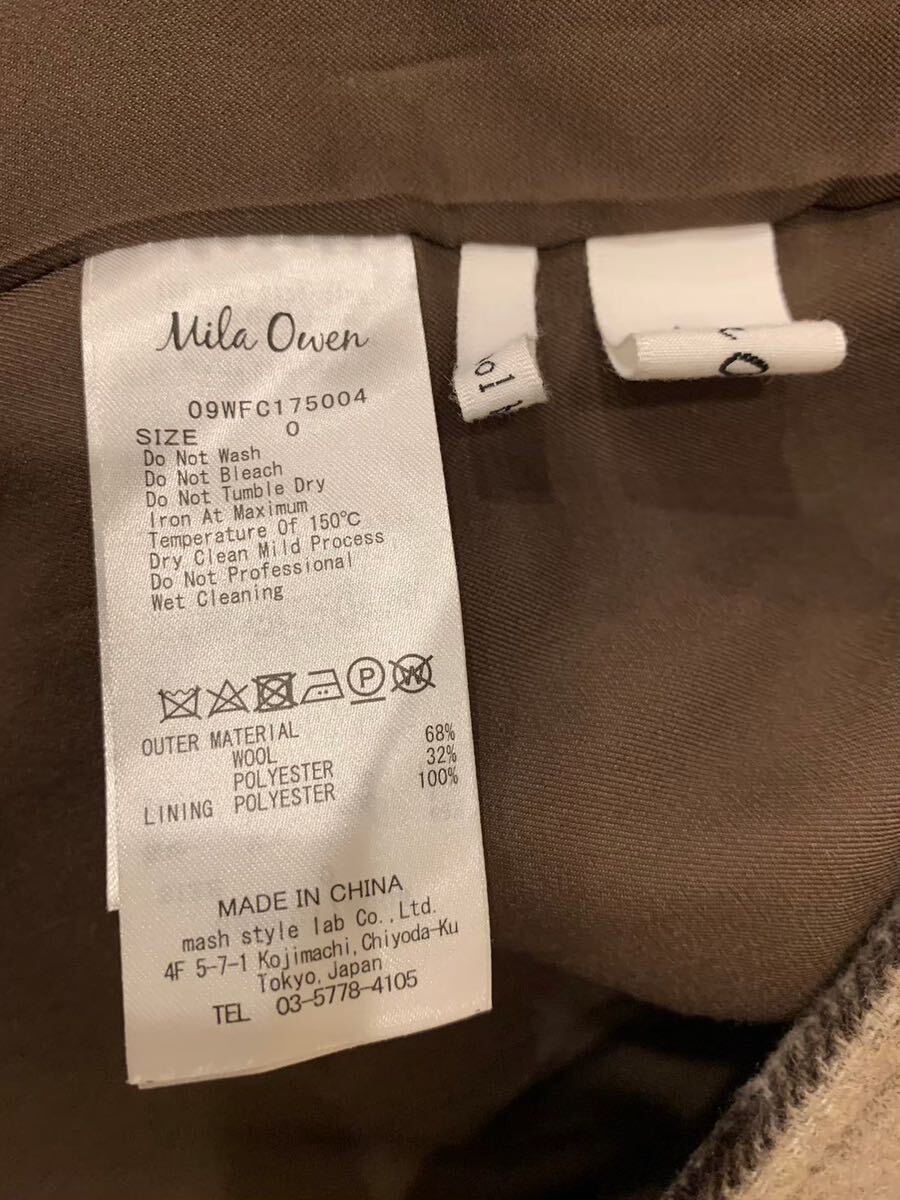 Mila Owen
09WFC175004
SIZE 0
Do Not Wash
Do Not Bleach
Do Not Tumble Dry
Iron At Maximum
Temperature Of 150℃
Dry Clean Mild Process
Do Not Professional
Wet Cleaning
P W
OUTER MATERIAL
WOOL 68%
POLYESTER 32%
LINING POLYESTER 100%
MADE IN CHINA
mash style lab Co.,Ltd.
4F 5-7-1 Kojimachi,Chiyoda-Ku
Tokyo,Japan
TEL 03-5778-4105